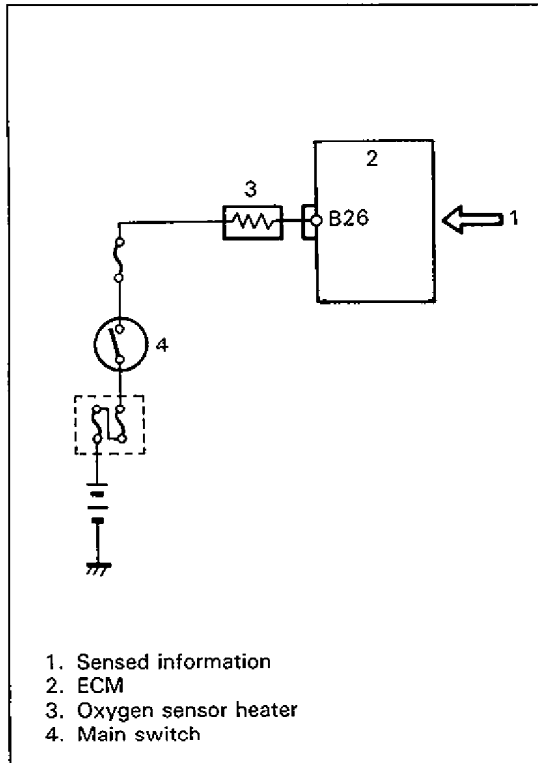 2
3
B26
1
4
1. Sensed information
2. ECM
3. Oxygen sensor heater
4. Main switch